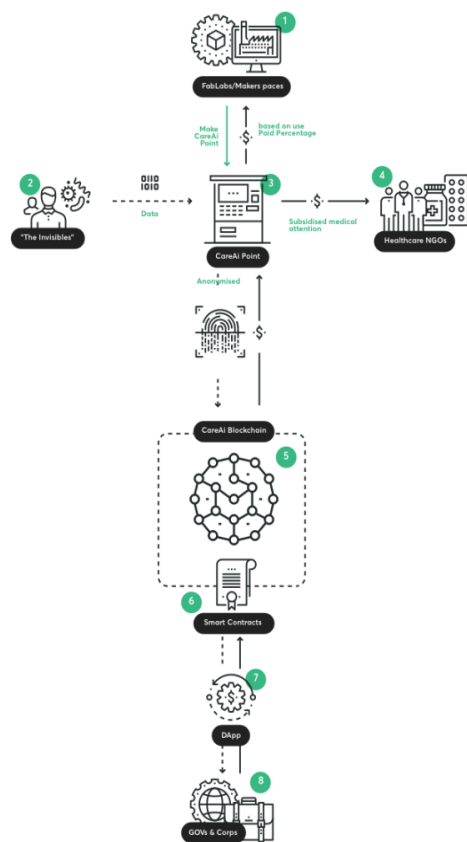 1
FabLabs/Makers paces
Make
CareAi
Point
$
based on use
Paid Percentage
2
0110
1010
3
$
4
Data
Subsidised medical
attention
"The Invisibles"
CareAi Point
Healthcare NGOs
Anonymised
$
CareAi Blockchain
5
6
Smart Contracts
7
$
DApp
8
GOVs & Corps